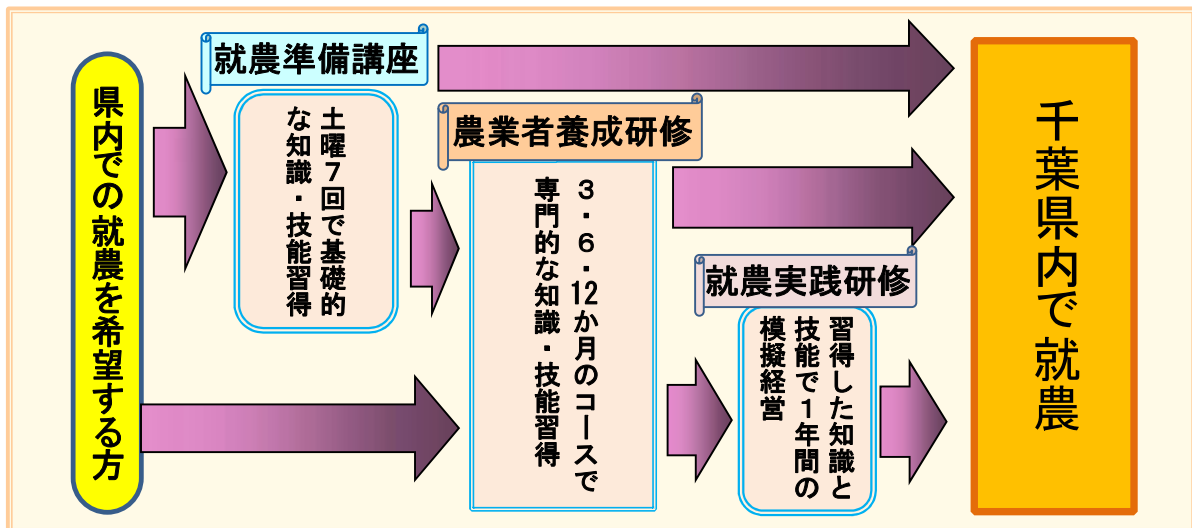 県内での就農を希望する方
就農準備講座
土曜７回で基礎的
な知識・技能習得
農業者養成研修
３・６・12か月のコースで
専門的な知識・技能習得
就農実践研修
習得した知識と
技能で１年間の
模擬経営
千葉県内で就農